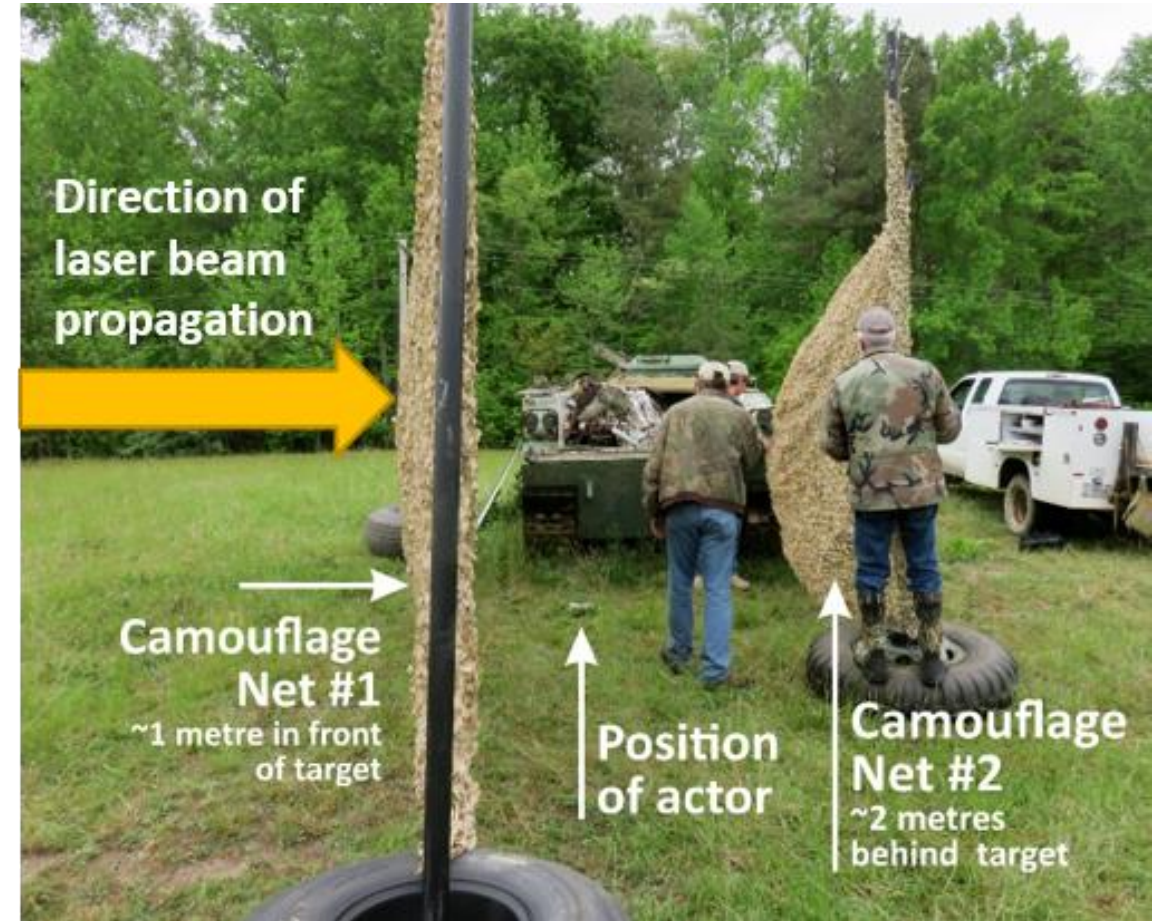 Direction of
laser beam
propagation
Camouflage
Net #1
~1 metre in front
of target
Position
of actor
Camouflage
Net #2
~2 metres
behind target